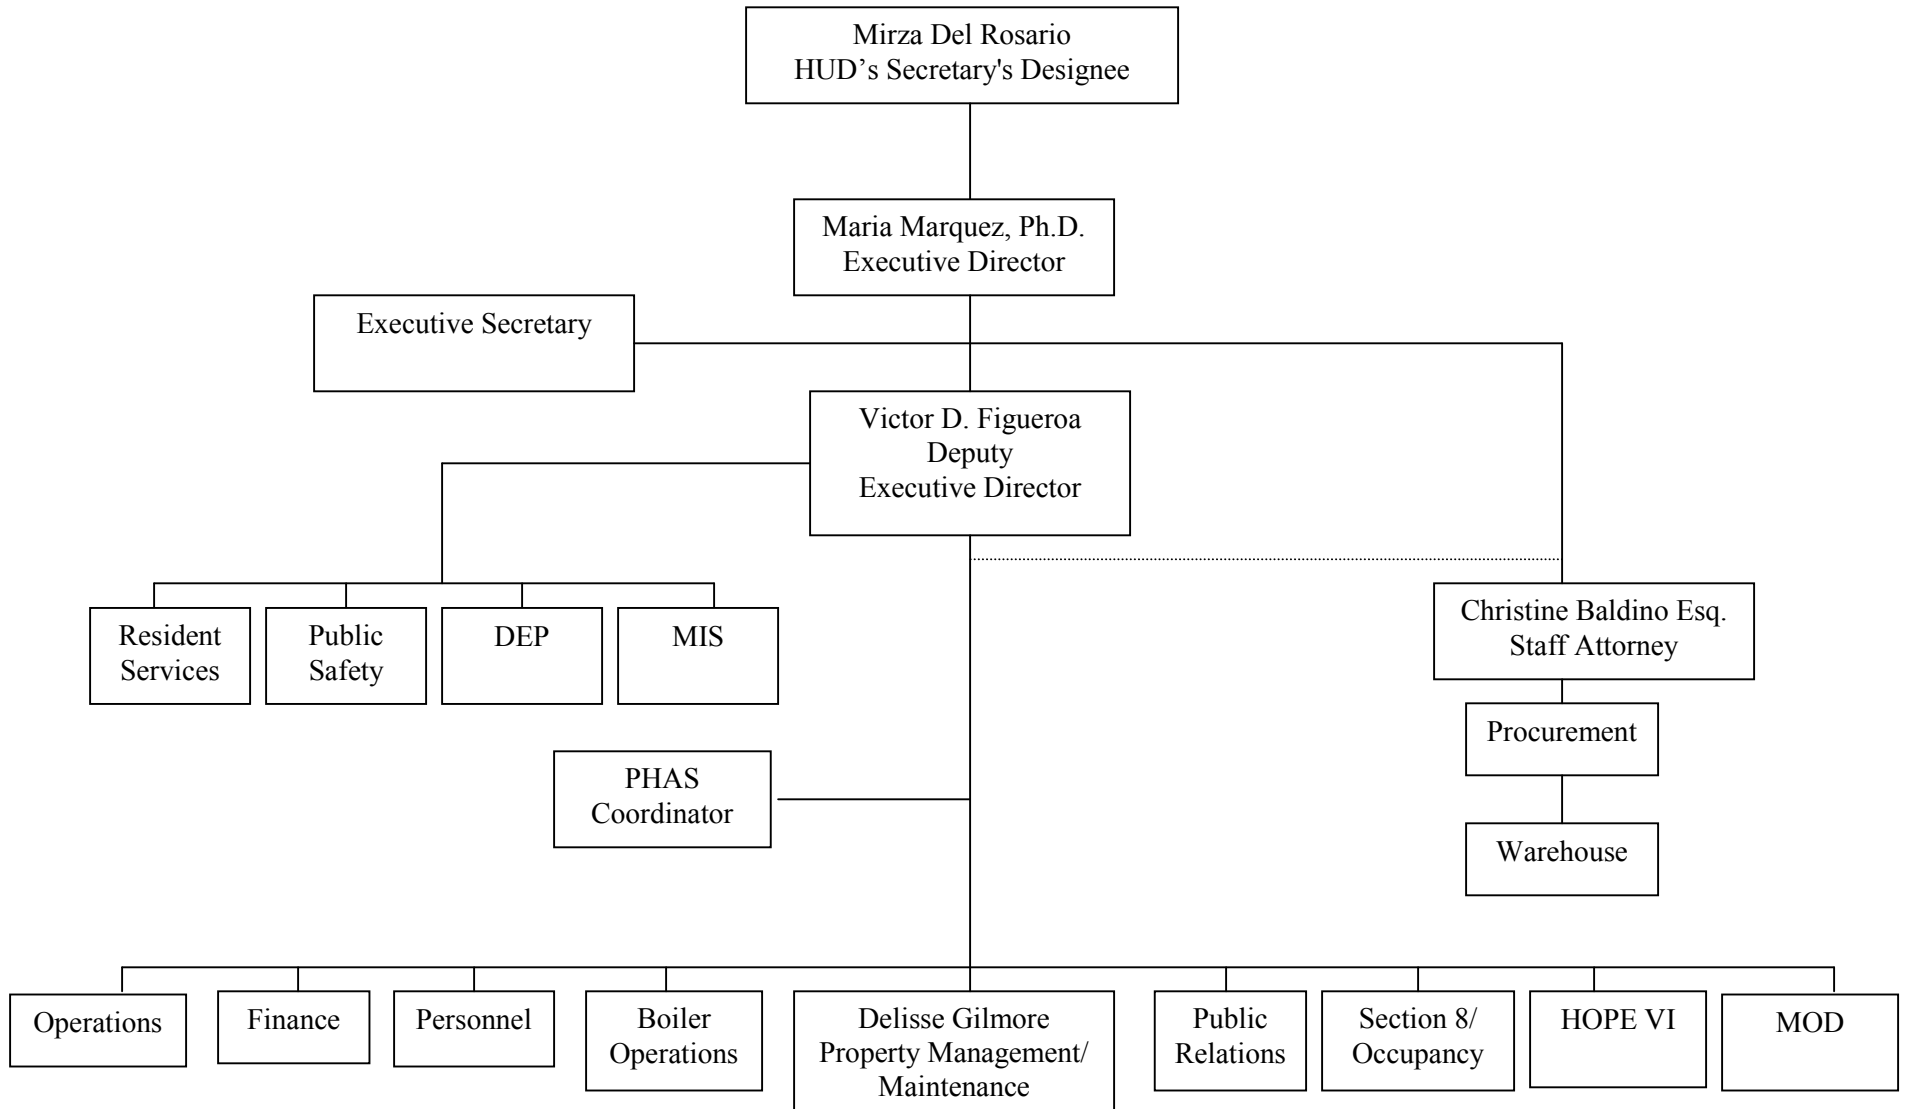 Mirza Del Rosario
HUD’s Secretary's Designee
Maria Marquez, Ph.D.
Executive Director
Executive Secretary
Victor D. Figueroa
Deputy
Executive Director
Resident
Services
Public
Safety
DEP
MIS
Christine Baldino Esq.
Staff Attorney
Procurement
PHAS
Coordinator
Warehouse
Operations
Finance
Personnel
Boiler
Operations
Delisse Gilmore
Property Management/
Maintenance
Public
Relations
Section 8/
Occupancy
HOPE VI
MOD